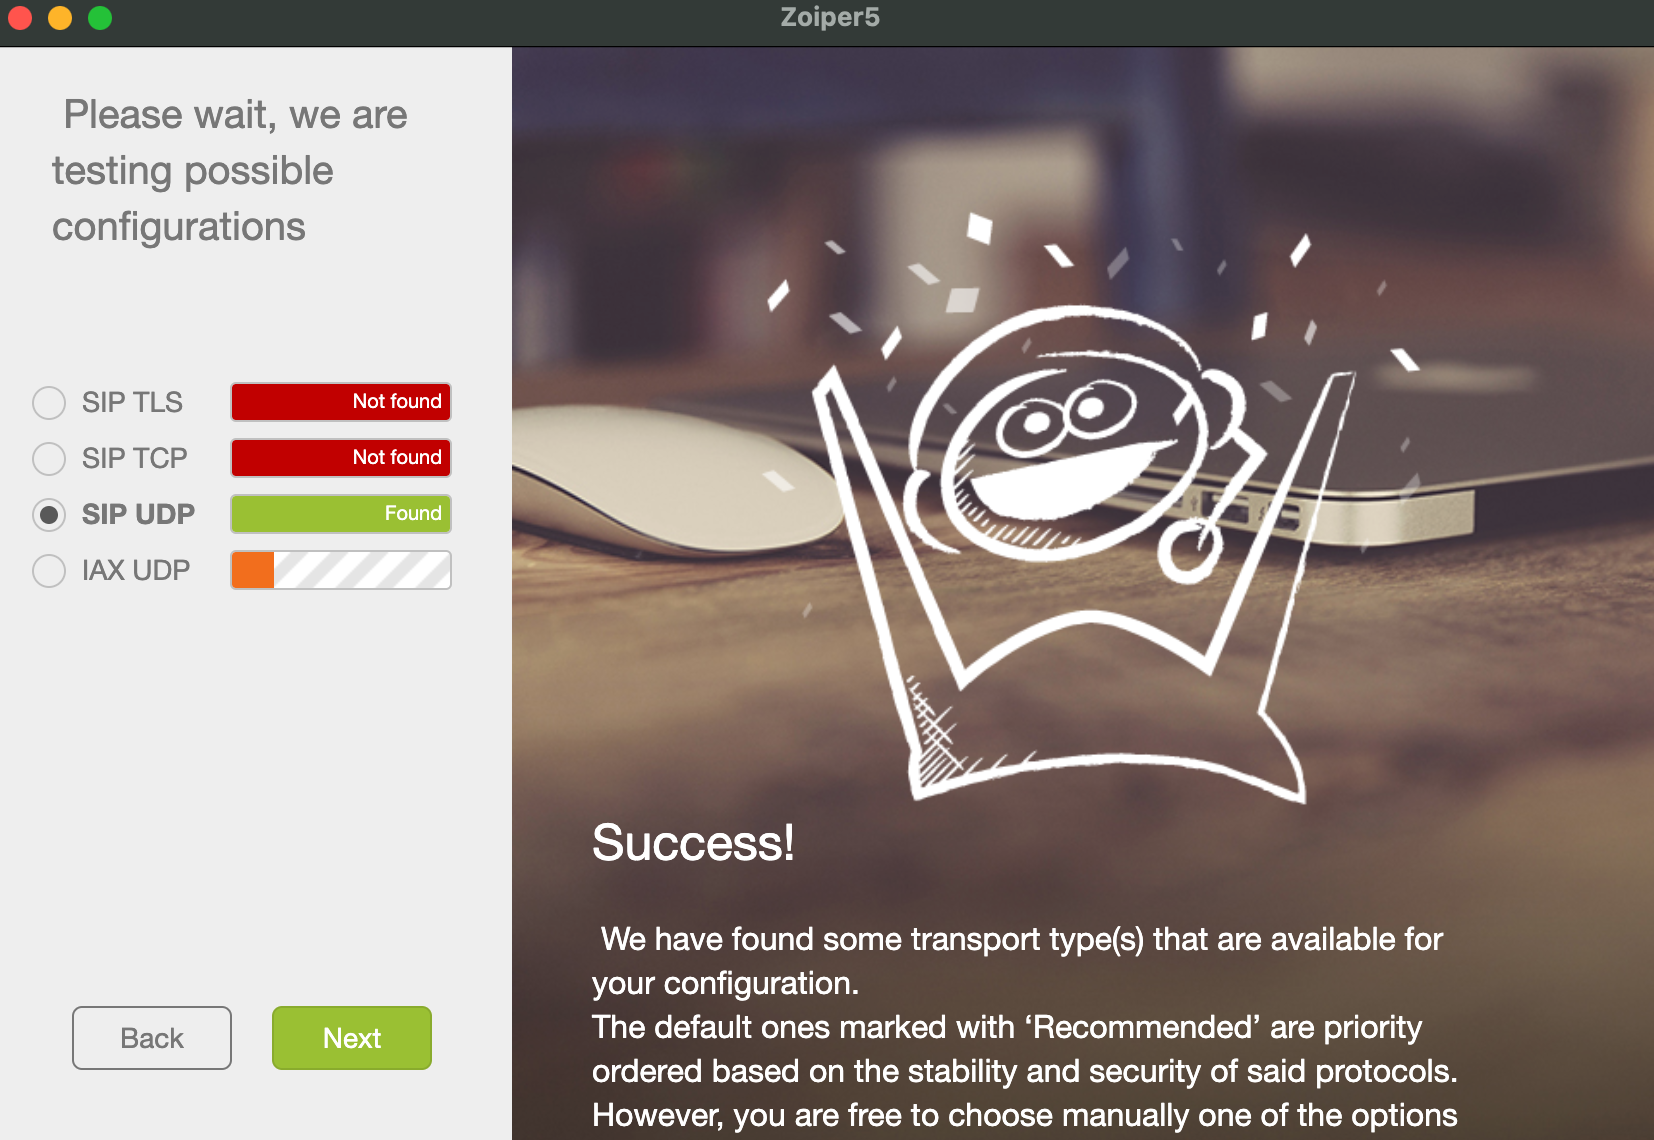 Zoiper5
Please wait, we are
testing possible
configurations
SIP TLS Not found
SIP TCP Not found
SIP UDP Found
IAX UDP
Back Next
Success!
We have found some transport type(s) that are available for
your configuration.
The default ones marked with ‘Recommended’ are priority
ordered based on the stability and security of said protocols.
However, you are free to choose manually one of the options